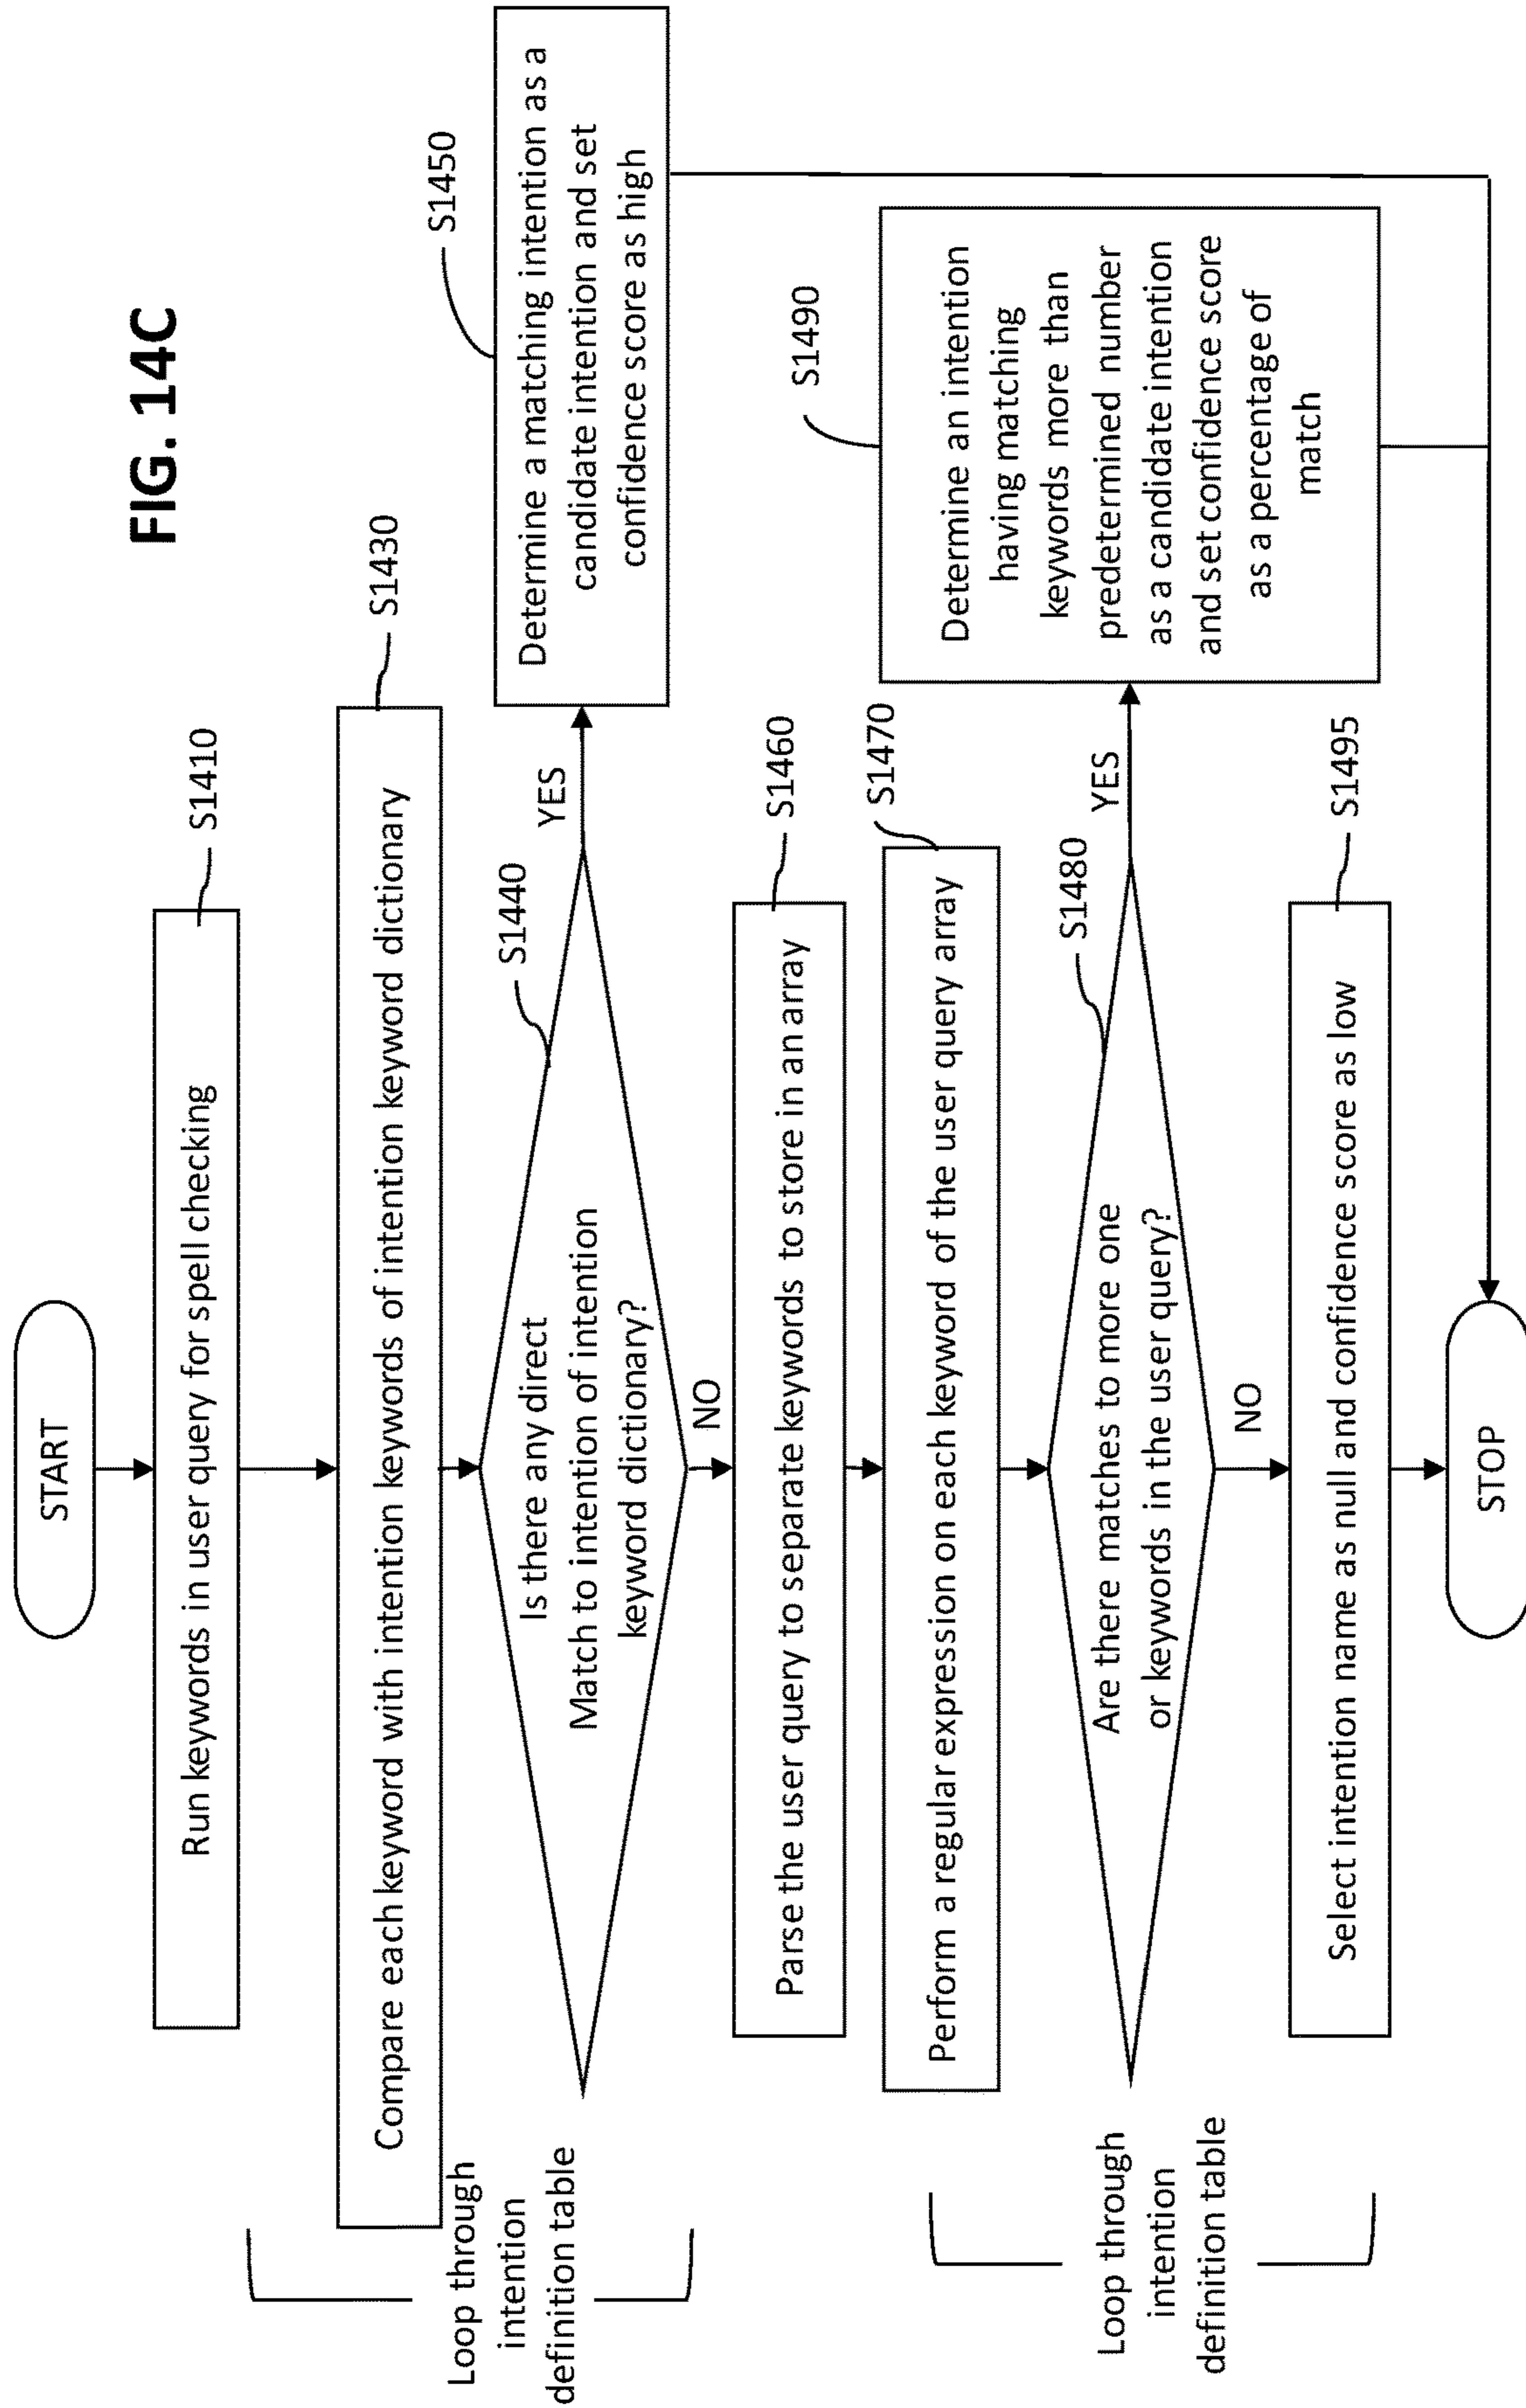 FIG. 14C
START
Run keywords in user query for spell checking
S1410
Compare each keyword with intention keywords of intention keyword dictionary
S1430
Loop through
intention
definition table
Is there any direct
Match to intention of intention
keyword dictionary?
S1440
YES
NO
Determine a matching intention as a
candidate intention and set
confidence score as high
S1450
Parse the user query to separate keywords to store in an array
S1460
Perform a regular expression on each keyword of the user query array
S1470
Loop through
intention
definition table
Are there matches to more one
or keywords in the user query?
S1480
YES
NO
Determine an intention
having matching
keywords more than
predetermined number
as a candidate intention
and set confidence score
as a percentage of
match
S1490
Select intention name as null and confidence score as low
S1495
STOP